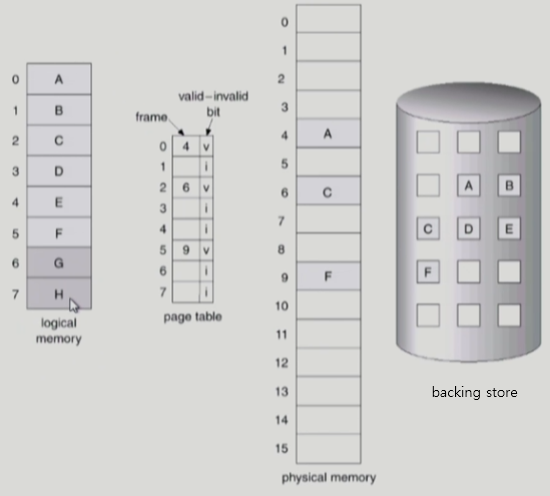 0 A
1 B
2 C
3 D
4 E
5 F
6 G
7 H
logical
memory
valid–invalid
bit
frame
0 4 v
1 i
2 6 v
3 i
4 i
5 9 v
6 i
7 i
page table
0
1
2
3
4 A
5
6 C
7
8
9 F
10
11
12
13
14
15
physical memory
A B
C D E
F
backing store